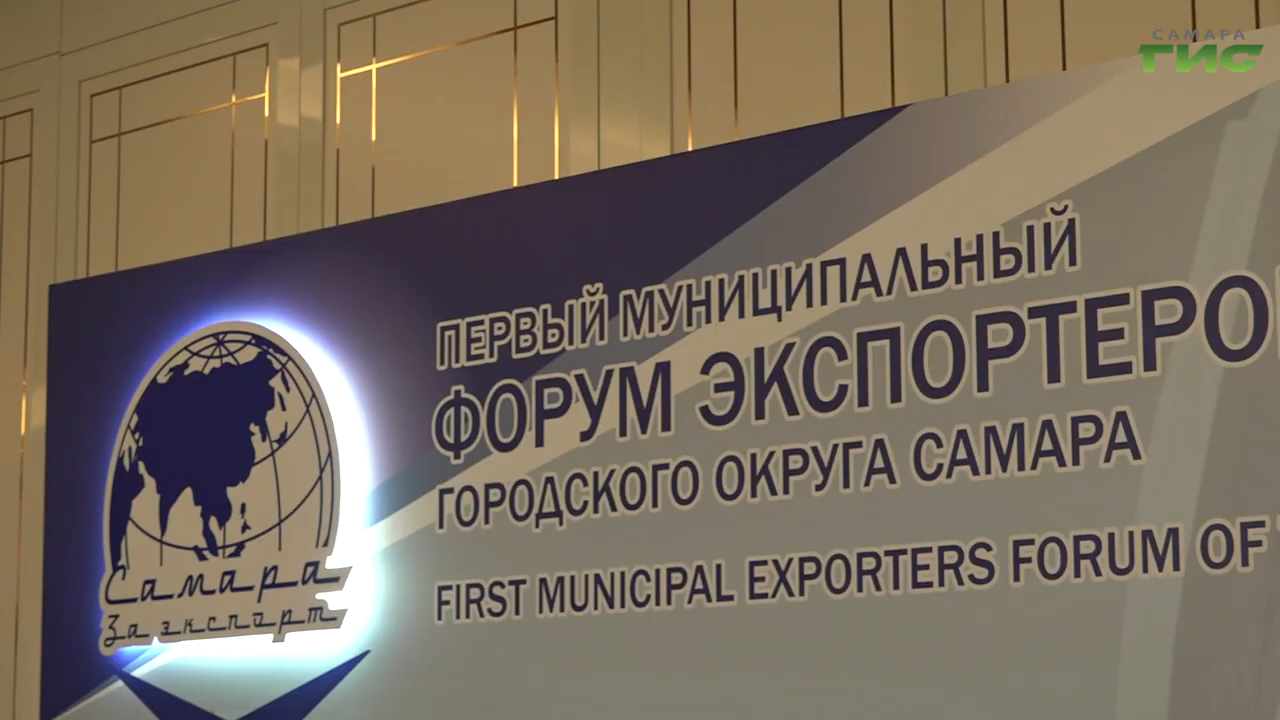 САМАРА
ГИС
ПЕРВЫЙ МУНИЦИПАЛЬНЫЙ
ФОРУМ ЭКСПОРТЕРО
ГОРОДСКОГО ОКРУГА САМАРА
FIRST MUNICIPAL EXPORTERS FORUM OF
Самара
За экспорт